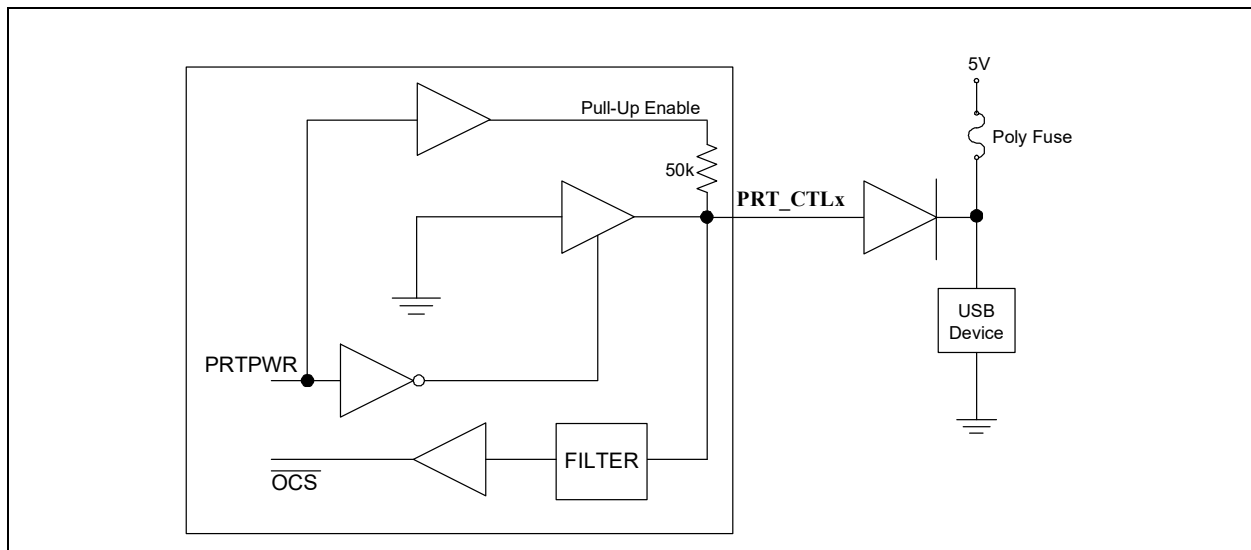 5V
Pull-Up Enable
Poly Fuse
50k
PRT_CTLx
USB
Device
PRTPWR
FILTER
OCS